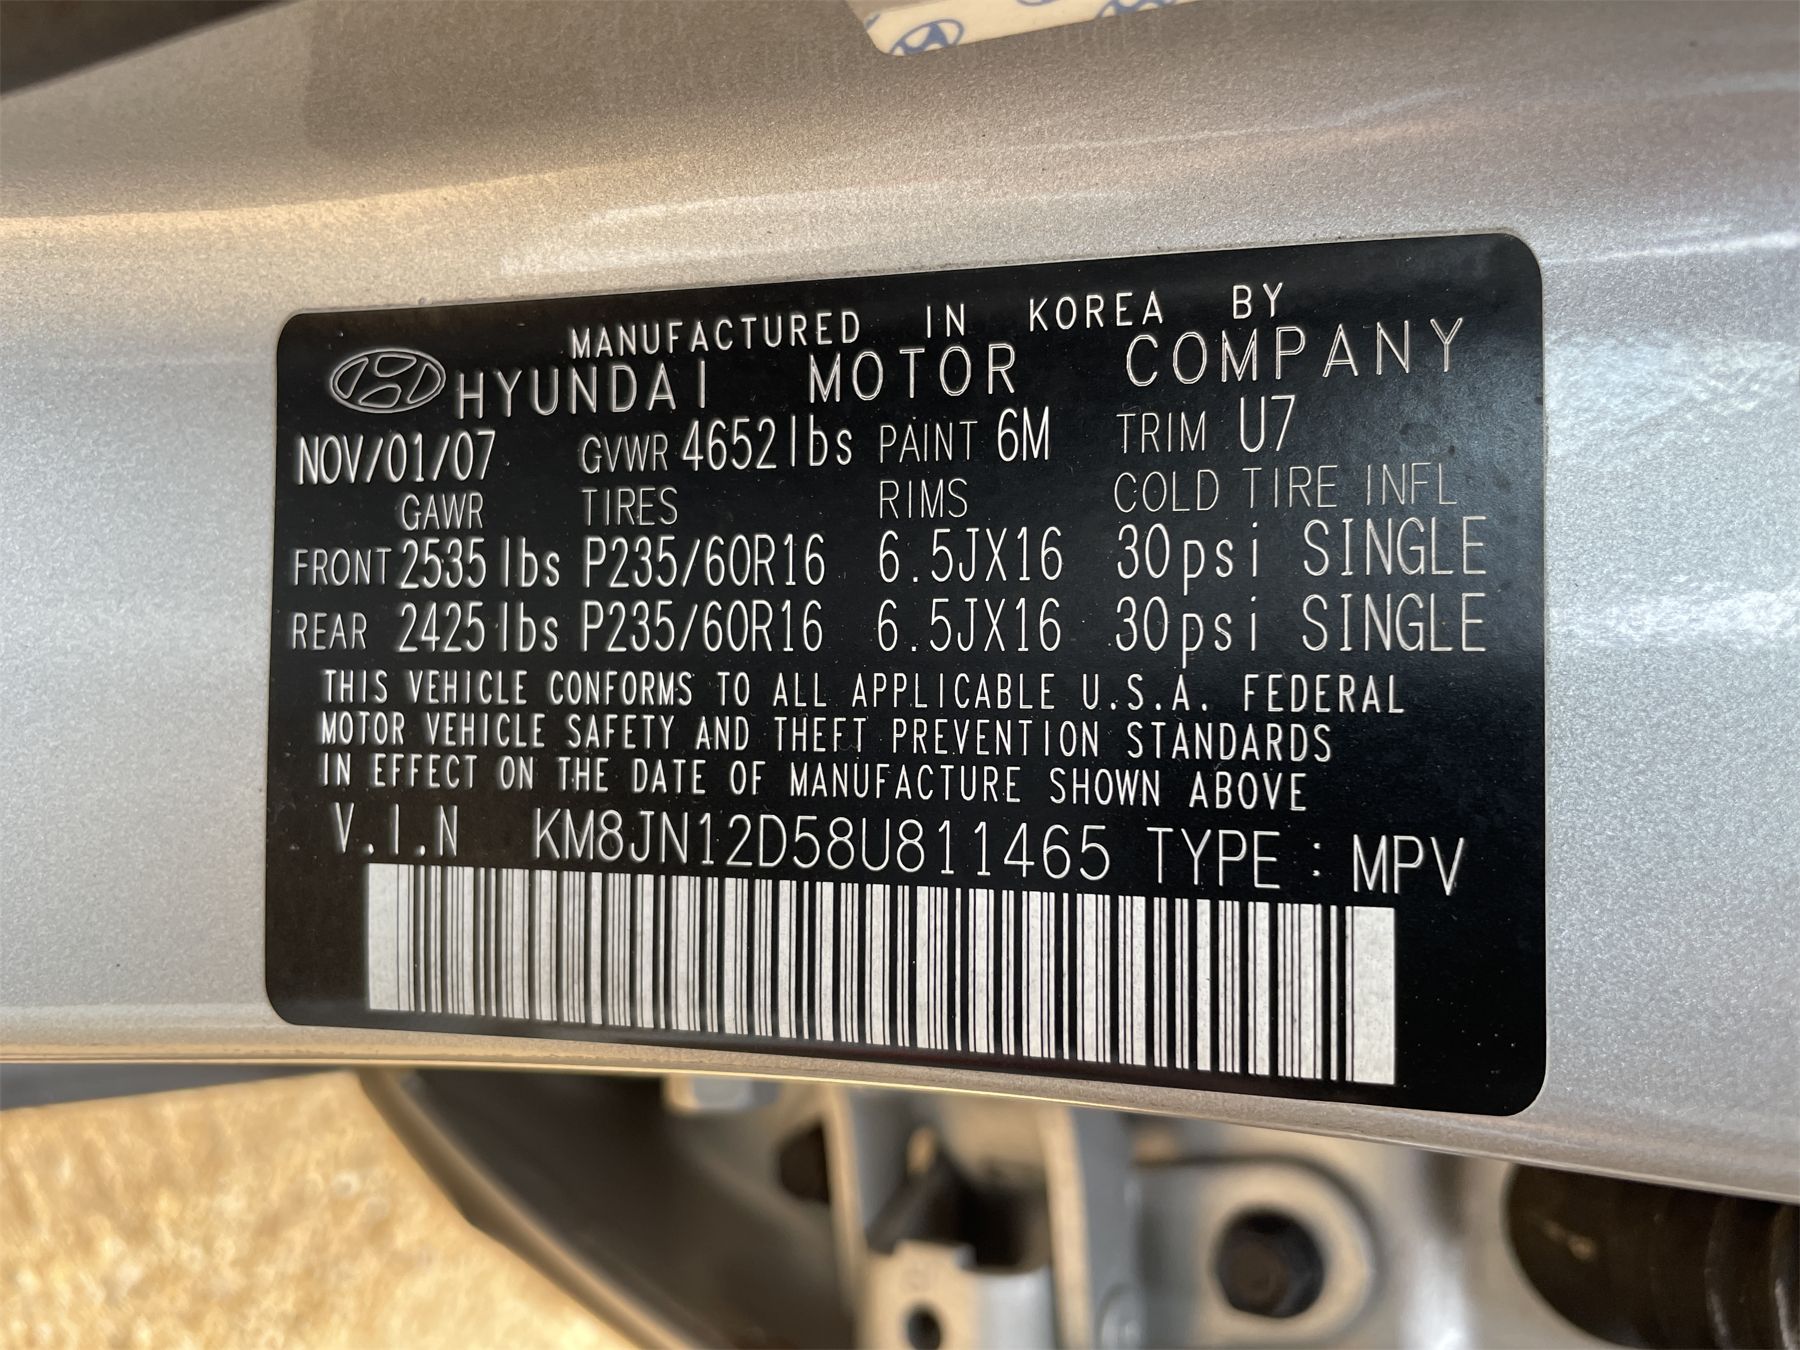 MANUFACTURED IN KOREA BY
HYUNDAI MOTOR COMPANY
NOV/01/07 GVWR 4652lbs PAINT 6M TRIM U7
GAWR TIRES RIMS COLD TIRE INFL
FRONT 2535lbs P235/60R16 6.5JX16 30psi SINGLE
REAR 2425lbs P235/60R16 6.5JX16 30psi SINGLE
THIS VEHICLE CONFORMS TO ALL APPLICABLE U.S.A. FEDERAL
MOTOR VEHICLE SAFETY AND THEFT PREVENTION STANDARDS
IN EFFECT ON THE DATE OF MANUFACTURE SHOWN ABOVE
V.I.N KM8JN12D58U811465 TYPE : MPV